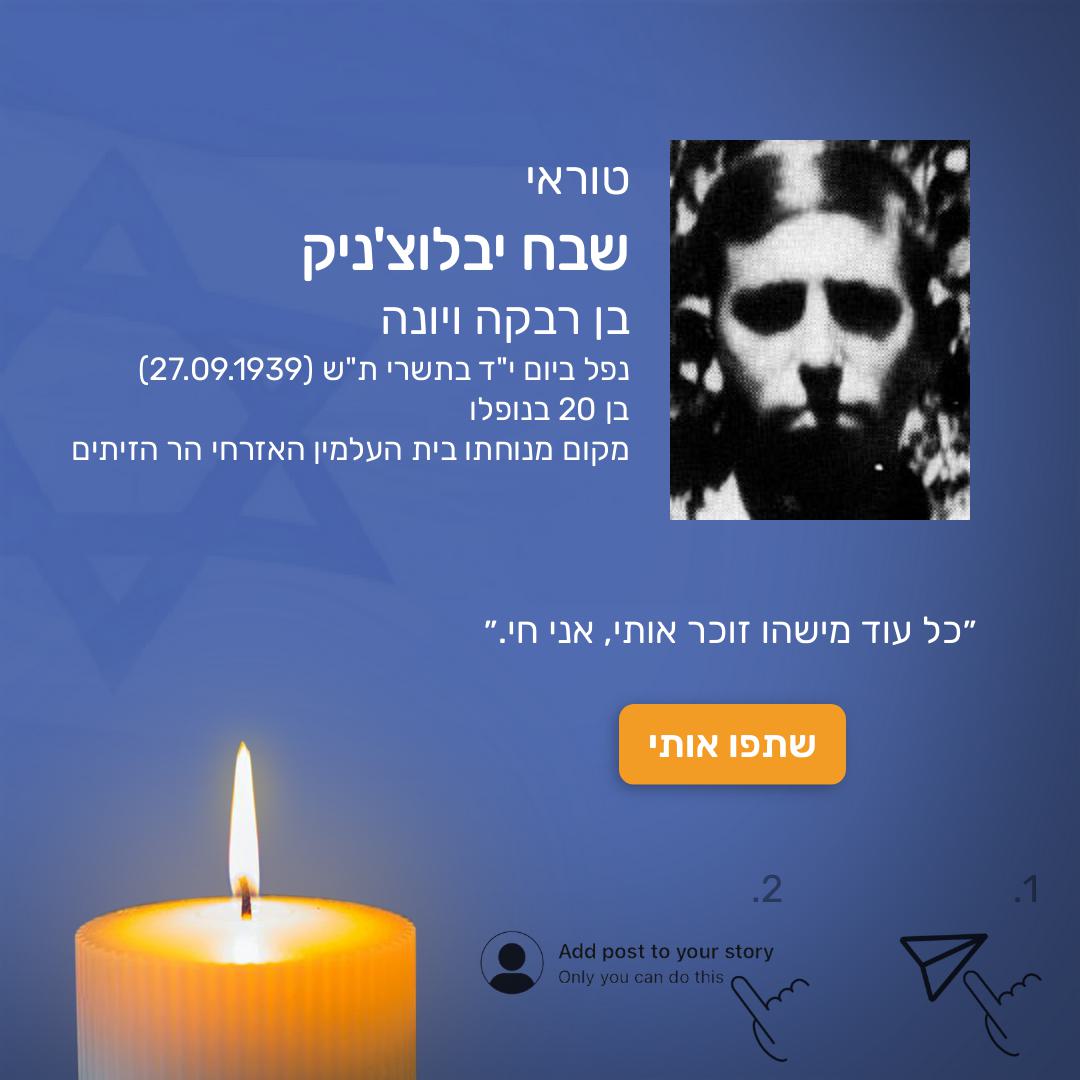 טוראי
שבח יבלוצ'ניק
בן רבקה ויונה
נפל ביום י"ד בתשרי ת"ש (27.09.1939)
בן 20 בנופלו
מקום מנוחתו בית העלמין האזרחי הר הזיתים
״כל עוד מישהו זוכר אותי, אני חי.״
שתפו אותי
.1
.2
Add post to your story
Only you can do this